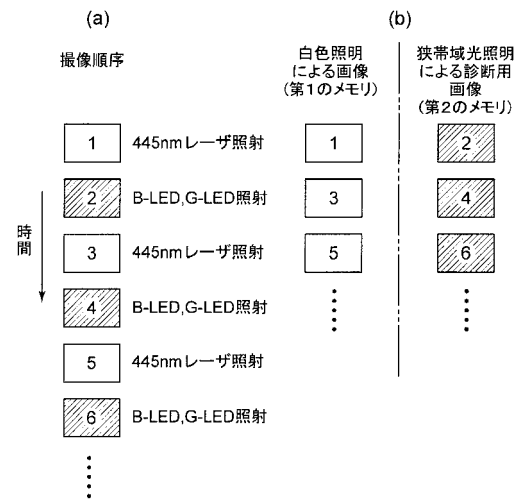 (a)
撮像順序
時間
1 445nmレーザ照射
2 B-LED,G-LED照射
3 445nmレーザ照射
4 B-LED,G-LED照射
5 445nmレーザ照射
6 B-LED,G-LED照射
(b)
白色照明
による画像
(第1のメモリ)
1
3
5
狭帯域光照明
による診断用
画像
(第2のメモリ)
2
4
6